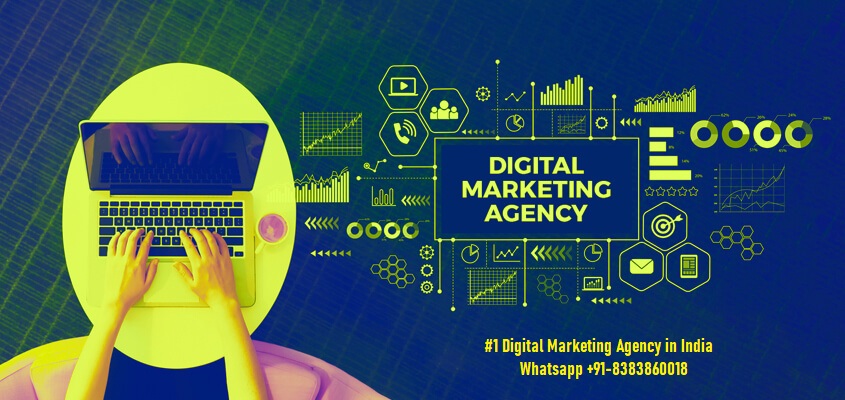 DIGITAL
MARKETING
AGENCY
#1 Digital Marketing Agency in India
Whatsapp +91-8383860018